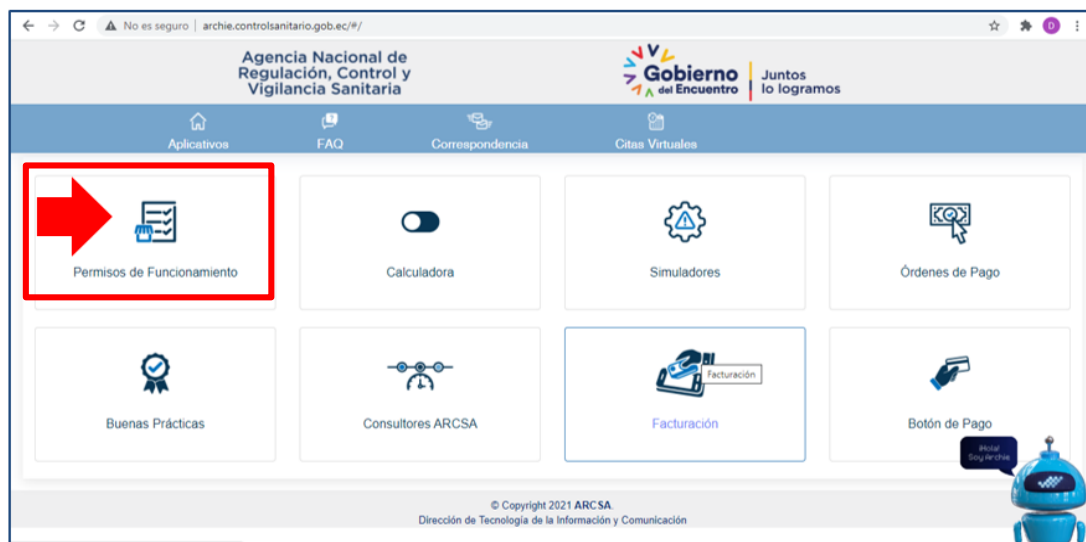 No es seguro | archie.controlsanitario.gob.ec/#/
D
Agencia Nacional de
Regulación, Control y
Vigilancia Sanitaria
Gobierno
del Encuentro
Juntos
lo logramos
Aplicativos
FAQ
Correspondencia
Citas Virtuales
Permisos de Funcionamiento
Calculadora
Simuladores
Órdenes de Pago
Buenas Prácticas
Consultores ARCSA
Facturación
Facturación
Botón de Pago
¡Hola!
Soy Archie
© Copyright 2021 ARCSA.
Dirección de Tecnología de la Información y Comunicación